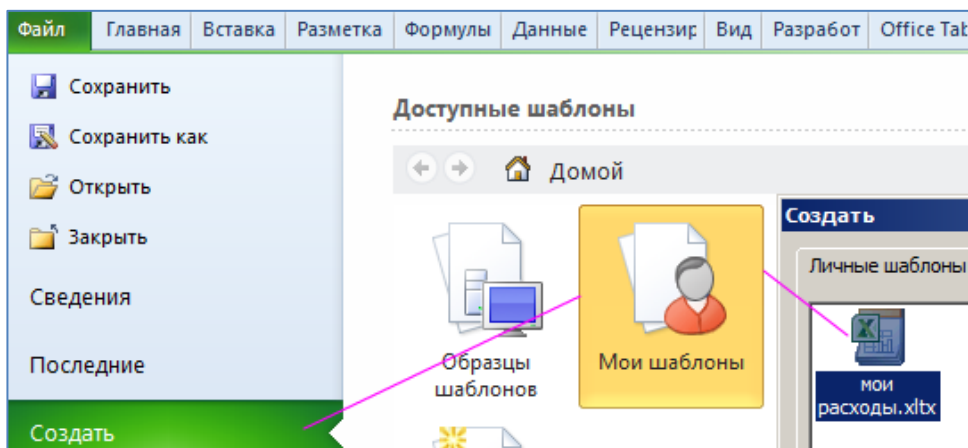 Файл Главная Вставка Разметка Формулы Данные Рецензир Вид Разработ Office Tab
Сохранить
Сохранить как
Открыть
Закрыть
Сведения
Последние
Создать
Доступные шаблоны
Домой
Образцы
шаблонов
Мои шаблоны
Создать
Личные шаблоны
мои
расходы.xltx